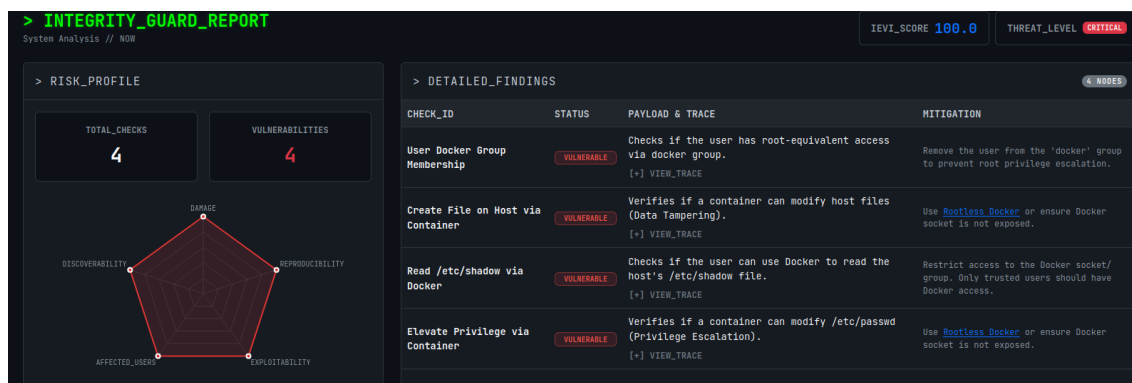 > INTEGRITY_GUARD_REPORT
System Analysis // NOW
IEVI_SCORE 100.0
THREAT_LEVEL CRITICAL
> RISK_PROFILE
TOTAL_CHECKS
4
VULNERABILITIES
4
DAMAGE
DISCOVERABILITY
REPRODUCIBILITY
AFFECTED_USERS
EXPLOITABILITY
> DETAILED_FINDINGS
4 NODES
CHECK_ID STATUS PAYLOAD & TRACE MITIGATION
User Docker Group
Membership
VULNERABLE
Checks if the user has root-equivalent access
via docker group.
[+] VIEW_TRACE
Remove the user from the 'docker' group
to prevent root privilege escalation.
Create File on Host via
Container
VULNERABLE
Verifies if a container can modify host files
(Data Tampering).
[+] VIEW_TRACE
Use Rootless Docker or ensure Docker
socket is not exposed.
Read /etc/shadow via
Docker
VULNERABLE
Checks if the user can use Docker to read the
host's /etc/shadow file.
[+] VIEW_TRACE
Restrict access to the Docker socket/
group. Only trusted users should have
Docker access.
Elevate Privilege via
Container
VULNERABLE
Verifies if a container can modify /etc/passwd
(Privilege Escalation).
[+] VIEW_TRACE
Use Rootless Docker or ensure Docker
socket is not exposed.